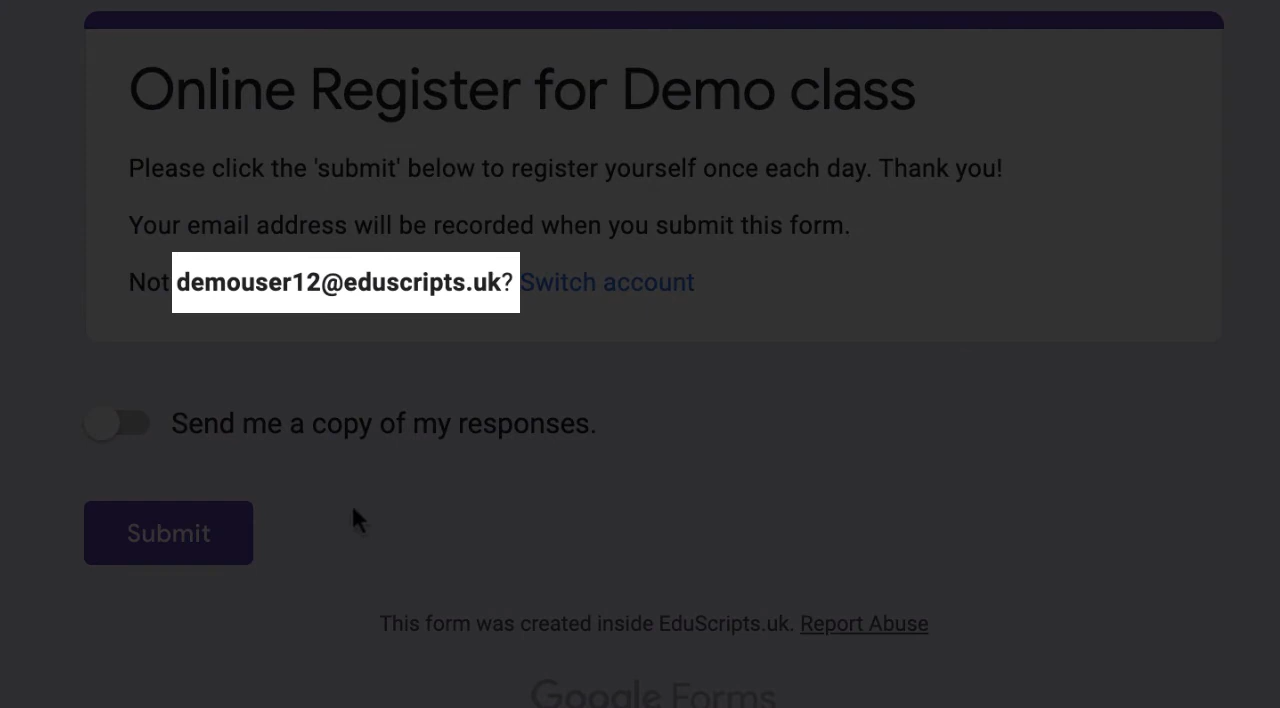 Online Register for Demo class
Please click the 'submit' below to register yourself once each day. Thank you!
Your email address will be recorded when you submit this form.
Not demouser12@eduscripts.uk? Switch account
Send me a copy of my responses.
Submit
This form was created inside EduScripts.uk. Report Abuse
Google Forms